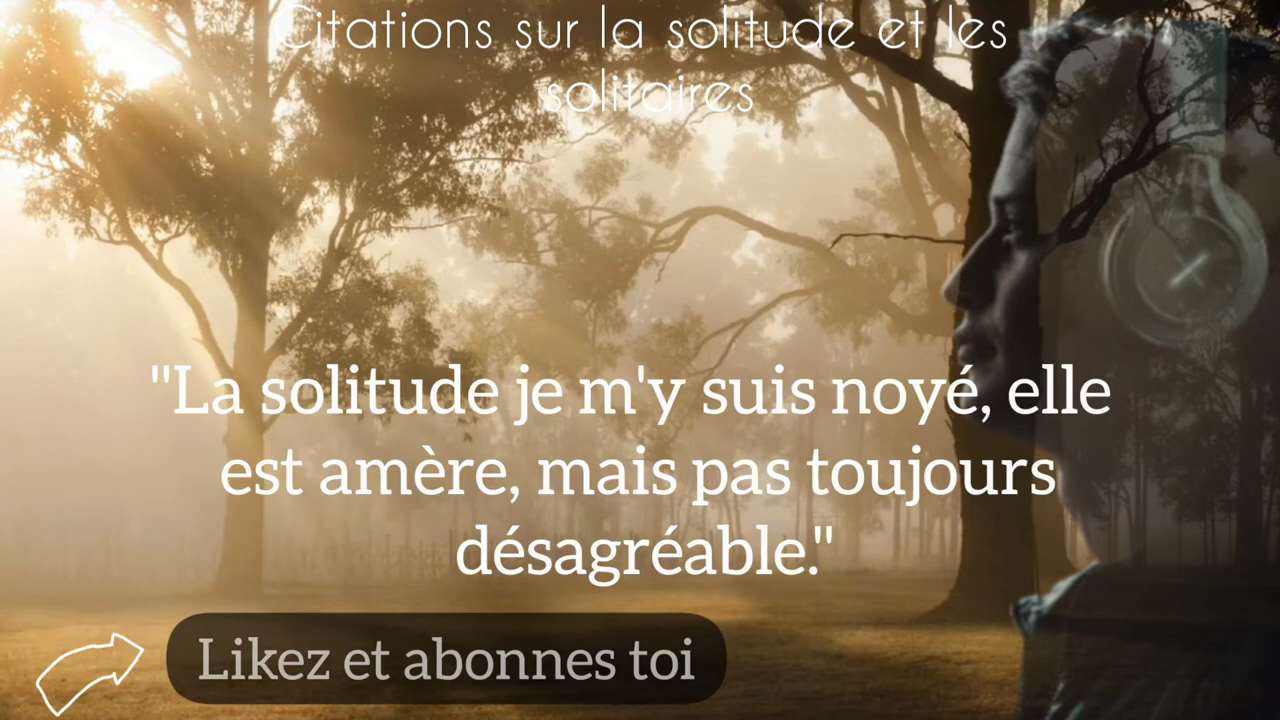 Citations sur la solitude et les
solitaires
"La solitude je m'y suis noyé, elle
est amère, mais pas toujours
désagréable."
Likez et abonnes toi